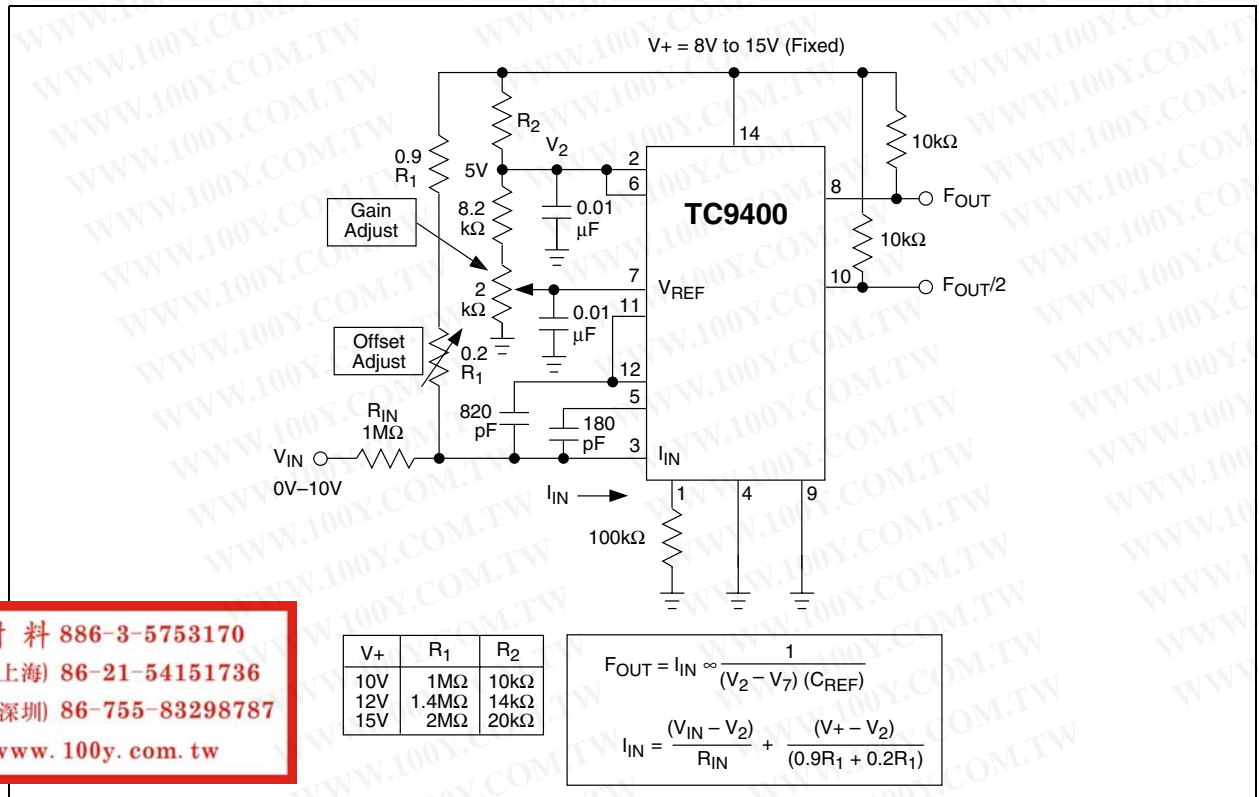 V+ = 8V to 15V (Fixed)
R2
14
10kΩ
0.9
R1
V2
5V
2
6
8
FOUT
TC9400
Gain
Adjust
8.2
kΩ
0.01
µF
10kΩ
7
VREF
10
FOUT/2
2
kΩ
11
0.01
µF
Offset
Adjust
0.2
R1
12
5
RIN
1MΩ
820
pF
180
pF
3
IIN
VIN
0V–10V
IIN
1
4
9
100kΩ
V+ R1 R2
10V 1MΩ 10kΩ
12V 1.4MΩ 14kΩ
15V 2MΩ 20kΩ
FOUT = IIN ∞ 1 / (V2 – V7) (CREF)
IIN = (VIN – V2) / RIN + (V+ – V2) / (0.9R1 + 0.2R1)
料 886-3-5753170
上海) 86-21-54151736
深圳) 86-755-83298787
www. 100y. com. tw
WWW.100Y.COM.TW